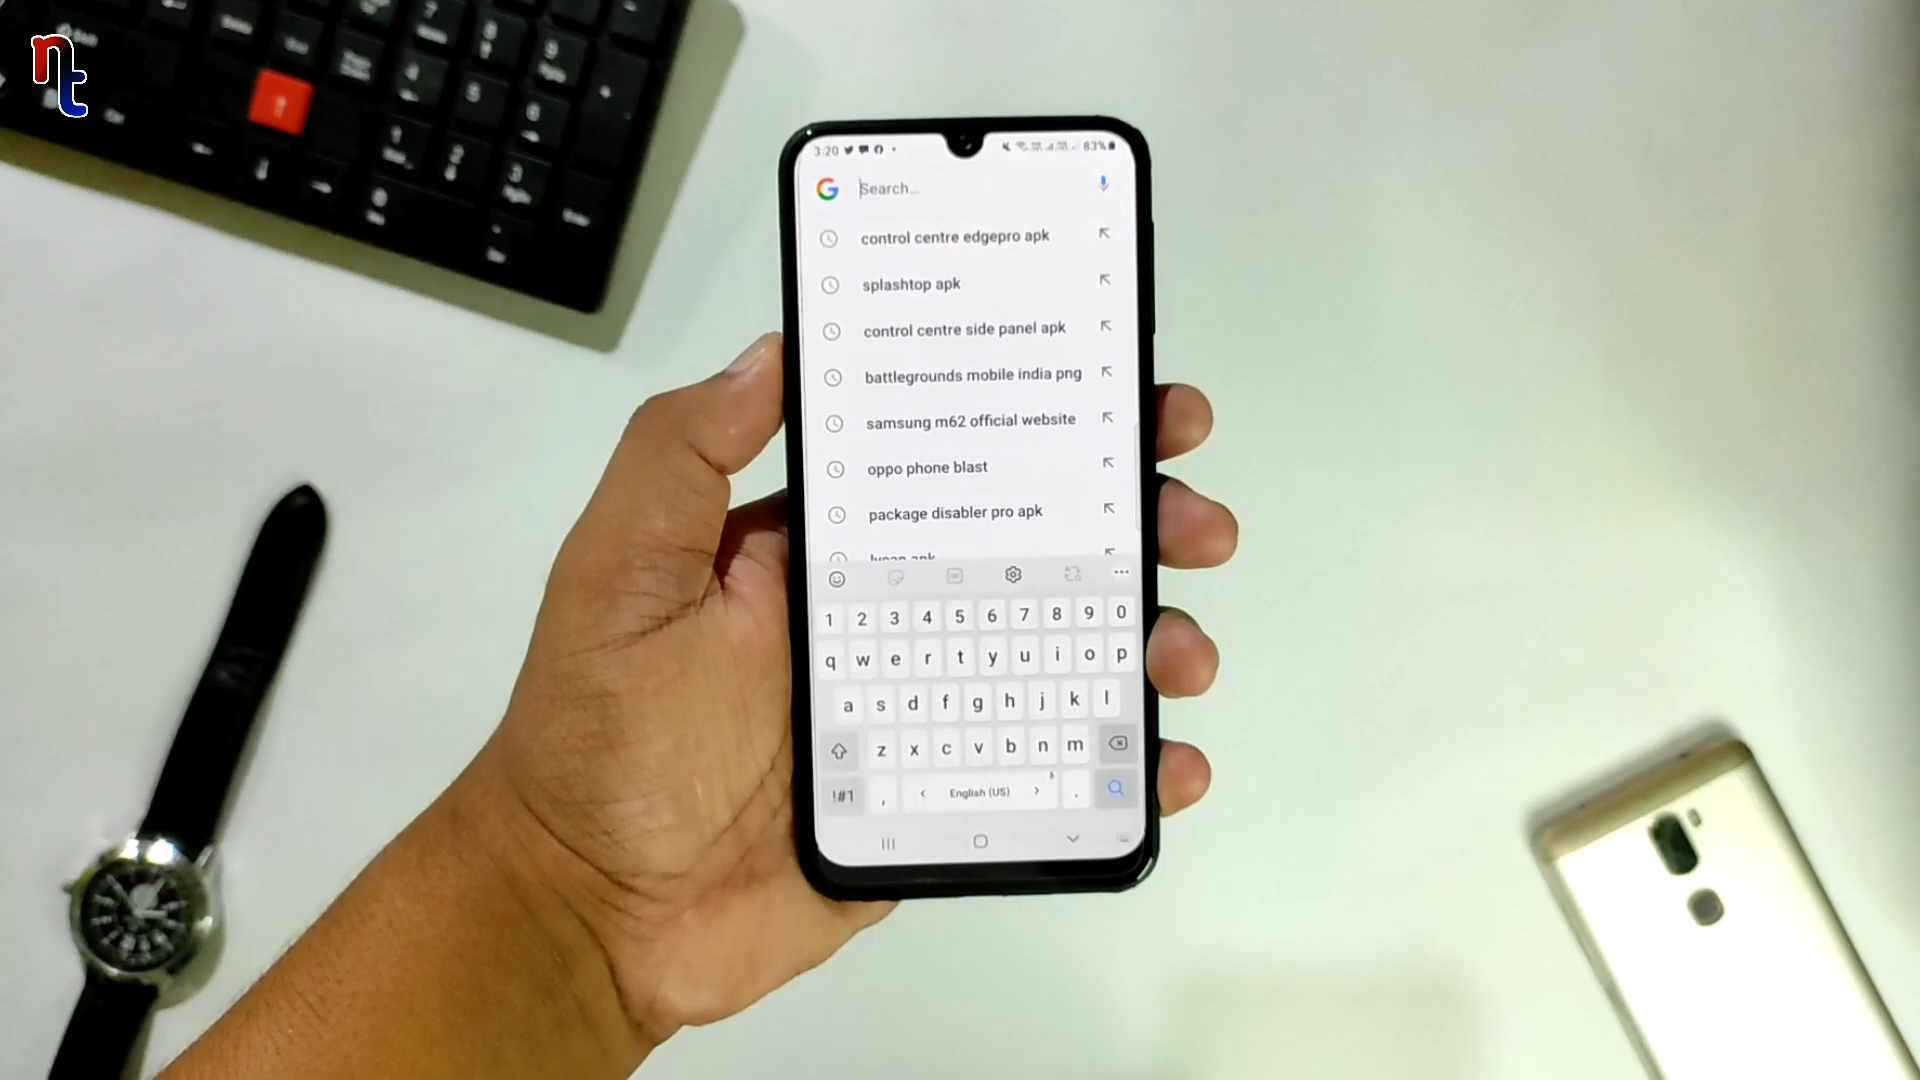 nt
3:20
83%
Search...
control centre edgepro apk
splashtop apk
control centre side panel apk
battlegrounds mobile india png
samsung m62 official website
oppo phone blast
package disabler pro apk
1 2 3 4 5 6 7 8 9 0
q w e r t y u i o p
a s d f g h j k l
z x c v b n m
!#1 , < English (US) > .